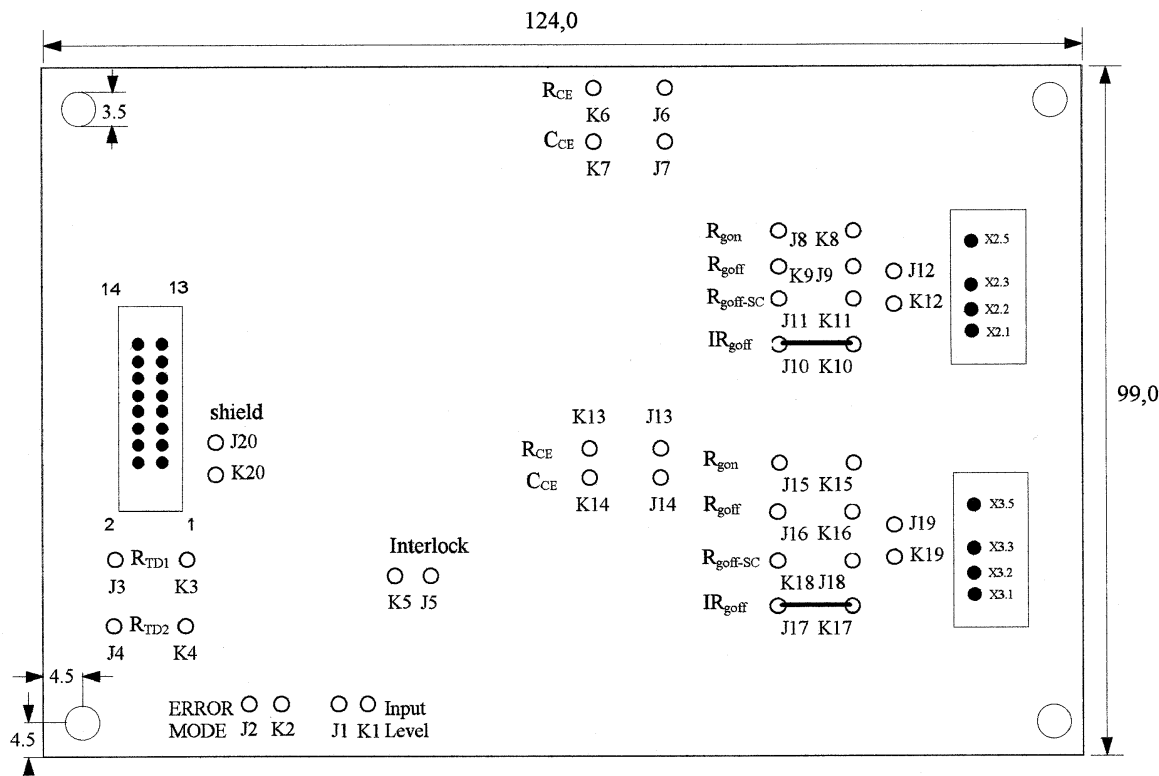 124,0
3.5
R_CE
K6 J6
C_CE
K7 J7
R_gon J8 K8
R_goff K9 J9
J12
R_goff-SC
K12
J11 K11
IR_goff
J10 K10
X2.5
X2.3
X2.2
X2.1
99,0
14 13
shield
J20
K20
2 1
K13 J13
R_CE
C_CE
K14 J14
R_gon
J15 K15
R_goff
J16 K16
J19
R_goff-SC
K19
K18 J18
IR_goff
J17 K17
X3.5
X3.3
X3.2
X3.1
R_TD1
J3 K3
R_TD2
J4 K4
Interlock
K5 J5
4.5
4.5
ERROR
MODE J2 K2
Input
J1 K1 Level